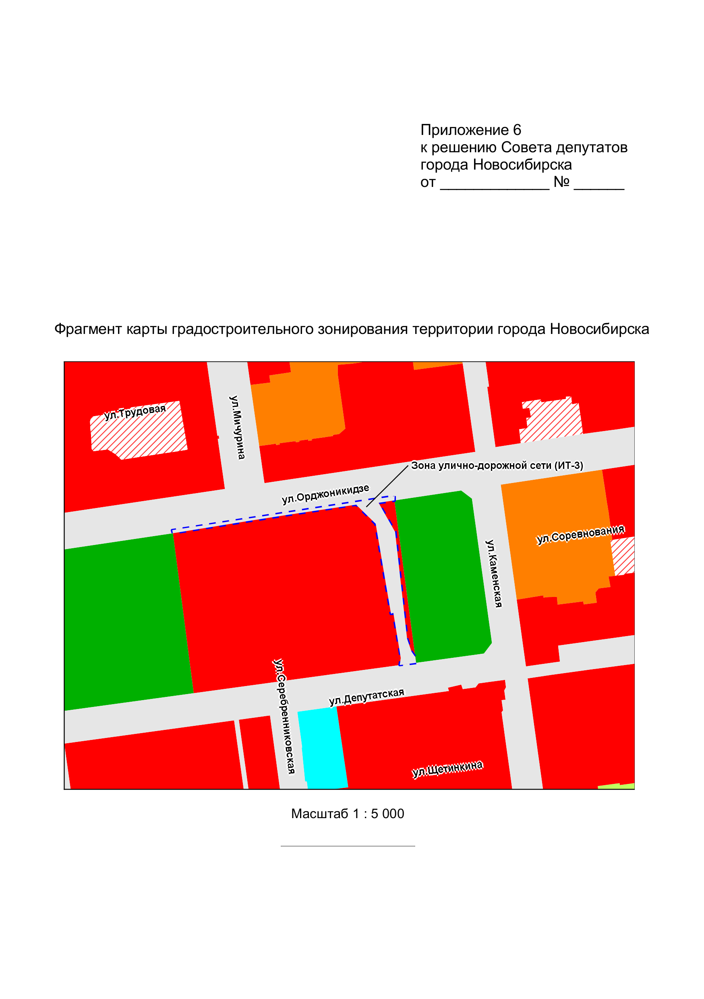 Приложение 6
к решению Совета депутатов
города Новосибирска
от _____________ № ______
Фрагмент карты градостроительного зонирования территории города Новосибирска
ул.Трудовая
ул.Мичурина
Зона улично-дорожной сети (ИТ-3)
ул.Орджоникидзе
ул.Соревнования
ул.Каменская
ул.Серебренниковская
ул.Депутатская
ул.Щетинкина
Масштаб 1 : 5 000